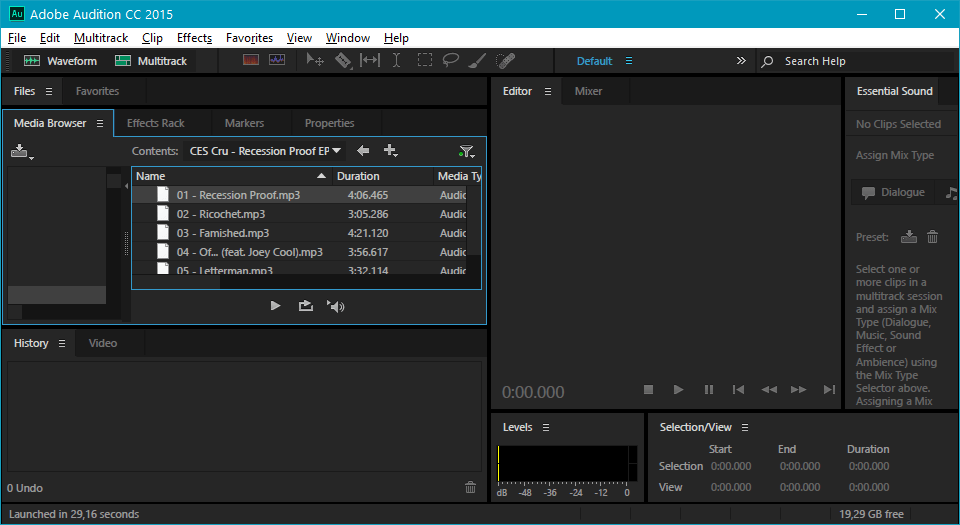 Au Adobe Audition CC 2015
File Edit Multitrack Clip Effects Favorites View Window Help
Waveform Multitrack Default Search Help
Files Favorites
Media Browser Effects Rack Markers Properties
Contents: CES Cru - Recession Proof EP
Name Duration Media Ty
01 - Recession Proof.mp3 4:06.465 Audio
02 - Ricochet.mp3 3:05.286 Audio
03 - Famished.mp3 4:21.120 Audio
04 - Of... (feat. Joey Cool).mp3 3:56.617 Audio
05 - Letterman.mp3 3:32.114 Audio
History Video
0 Undo
Editor Mixer
0:00.000
Essential Sound
No Clips Selected
Assign Mix Type
Dialogue
Preset:
Select one or
more clips in a
multitrack session
and assign a Mix
Type (Dialogue,
Music, Sound
Effect or
Ambience) using
the Mix Type
Selector above.
Assigning a Mix
Levels
dB -48 -36 -24 -12 0
Selection/View
Start End Duration
Selection 0:00.000 0:00.000 0:00.000
View 0:00.000 0:00.000 0:00.000
Launched in 29,16 seconds 19,29 GB free